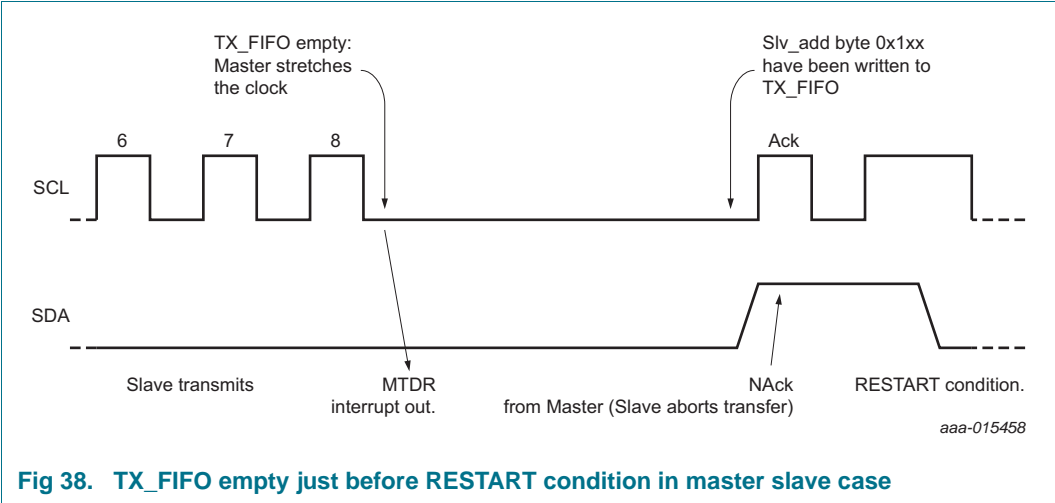 TX_FIFO empty:
Master stretches
the clock
Slv_add byte 0x1xx
have been written to
TX_FIFO
6
7
8
Ack
SCL
SDA
Slave transmits
MTDR
interrupt out.
NAck
from Master (Slave aborts transfer)
RESTART condition.
aaa-015458
Fig 38. TX_FIFO empty just before RESTART condition in master slave case